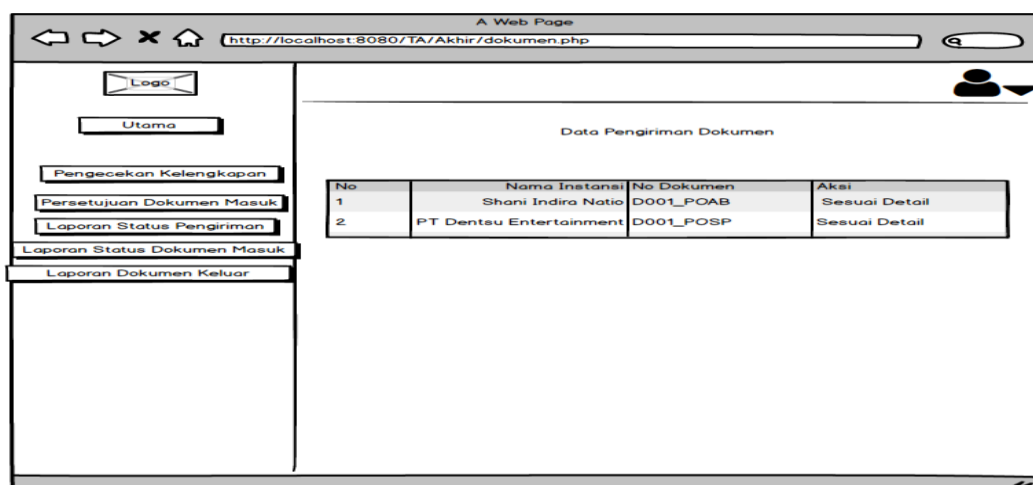 A Web Page
http://localhost:8080/TA/Akhir/dokumen.php
Logo
Utama
Pengecekan Kelengkapan
Persetujuan Dokumen Masuk
Laporan Status Pengiriman
Laporan Status Dokumen Masuk
Laporan Dokumen Keluar
Data Pengiriman Dokumen
No Nama Instansi No Dokumen Aksi
1 Shani Indira Natio D001_POAB Sesuai Detail
2 PT Dentsu Entertainment D001_POSP Sesuai Detail